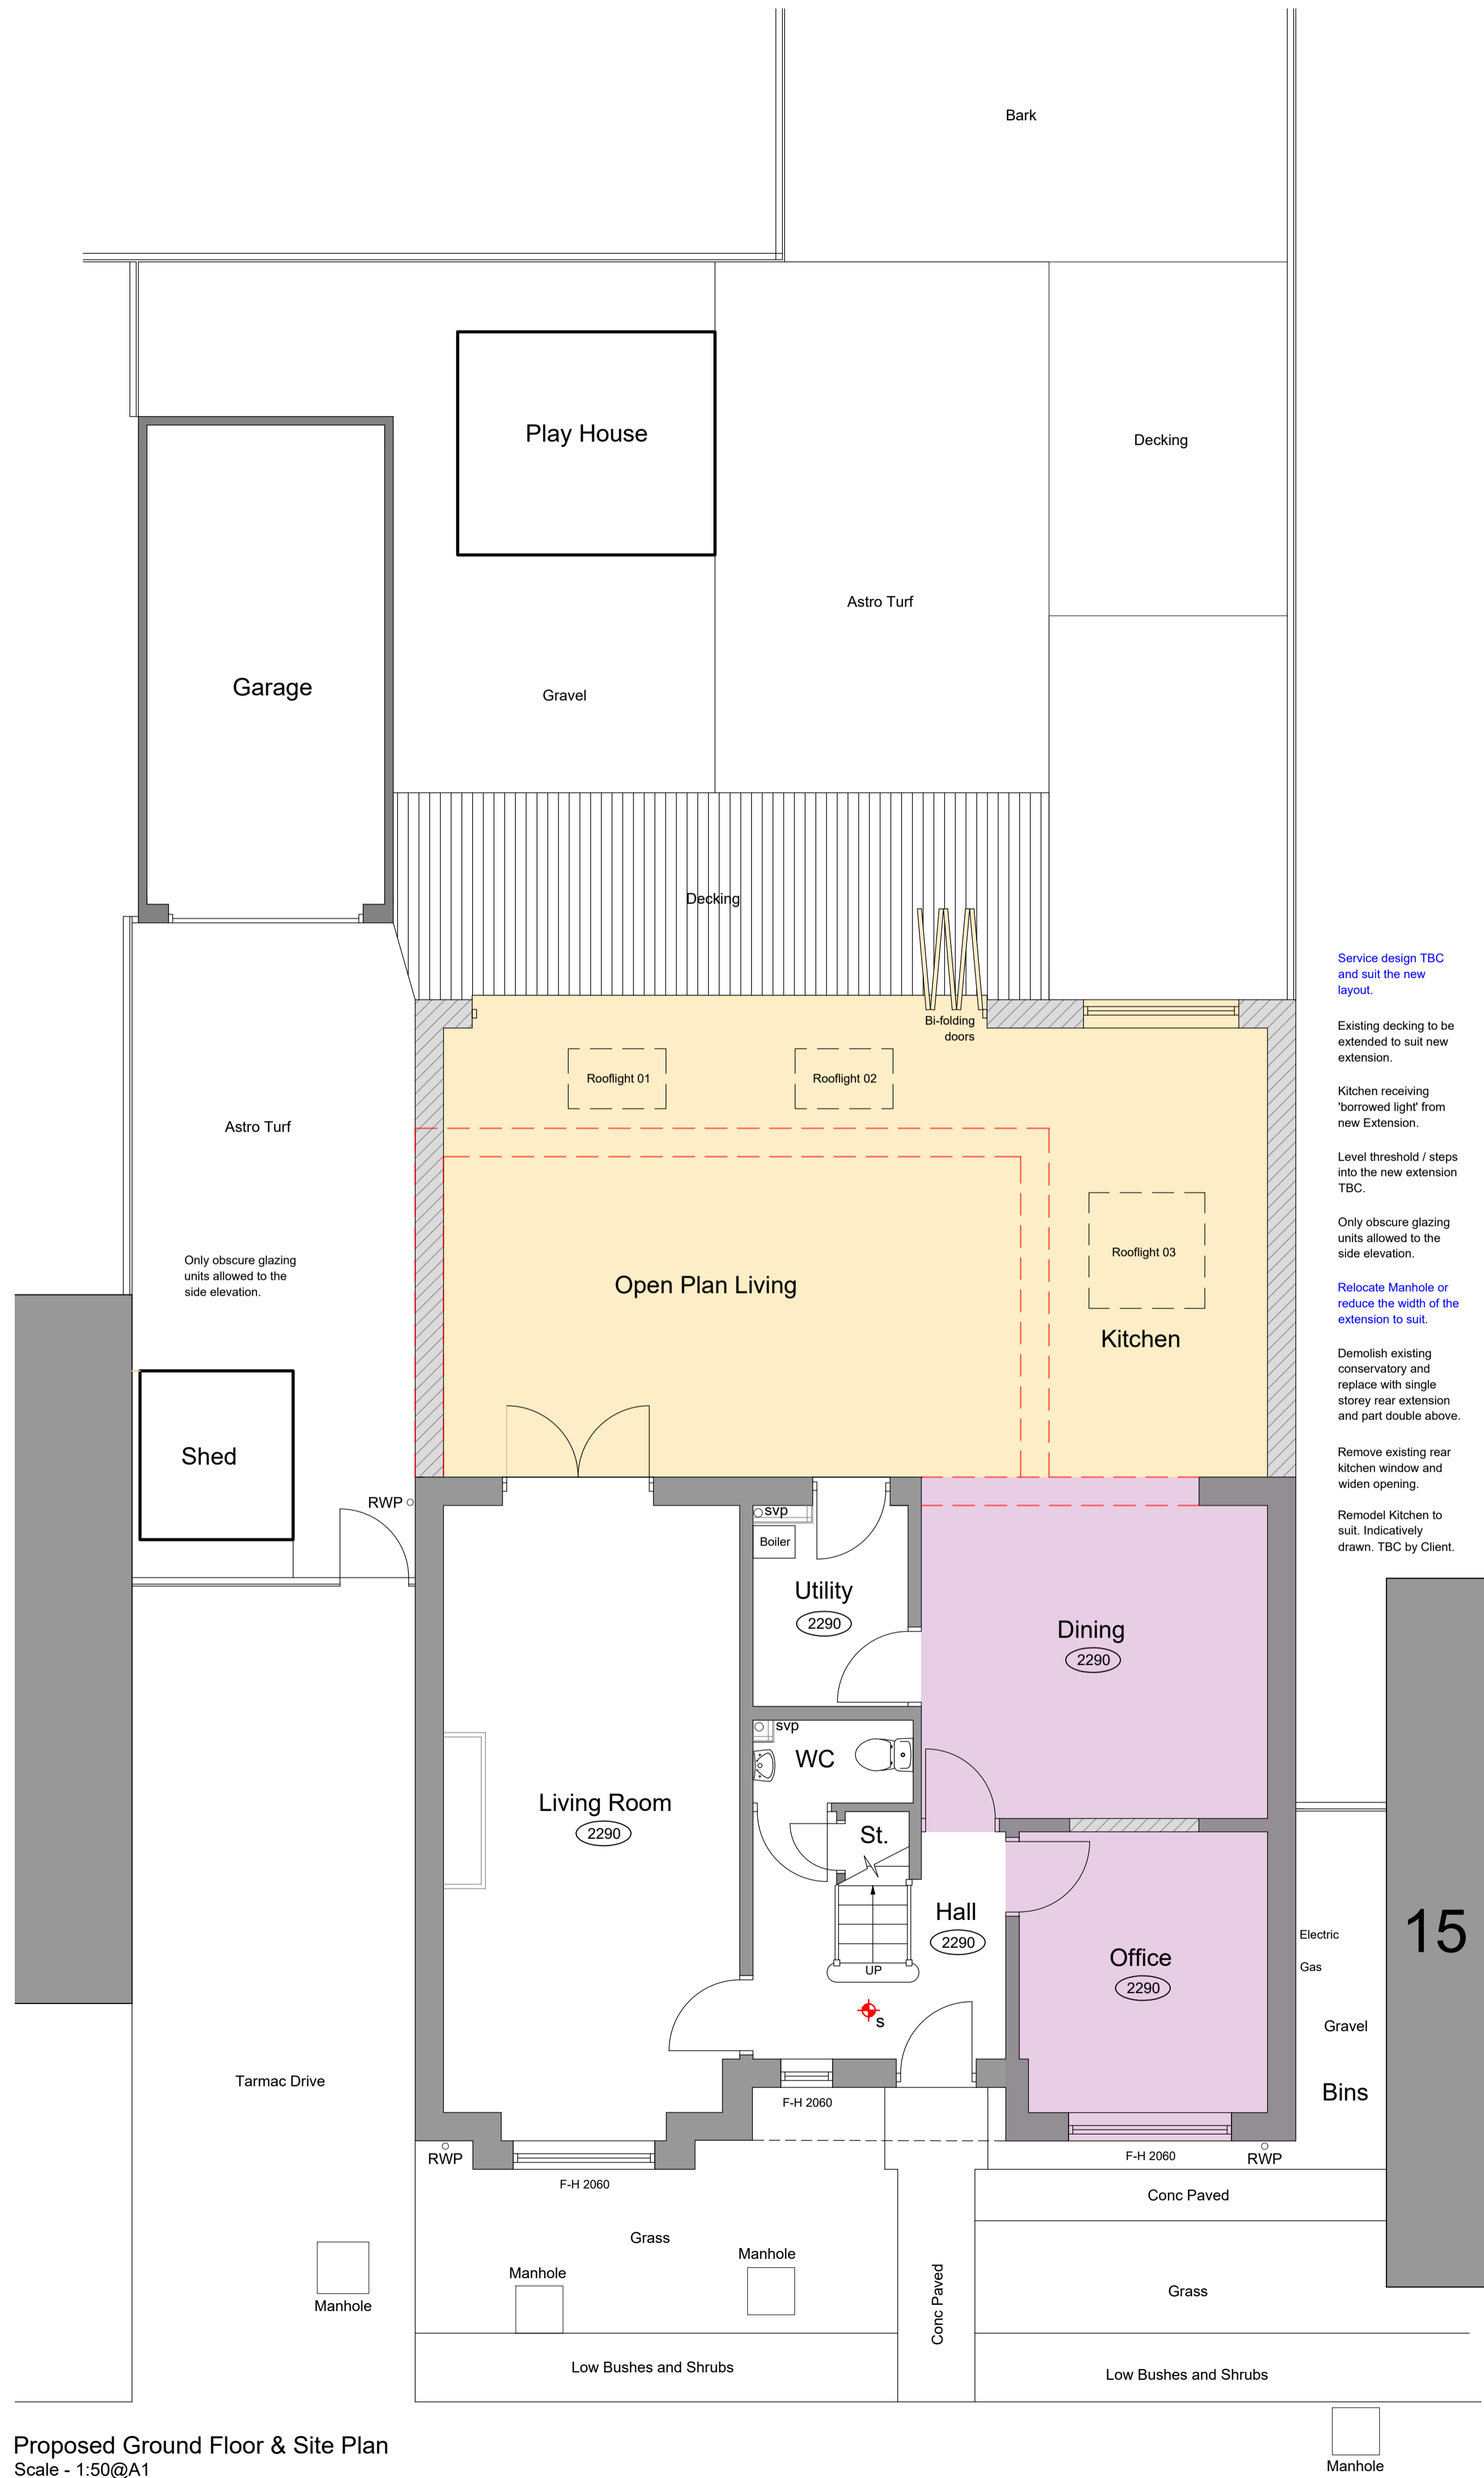 Bark
Play House
Decking
Astro Turf
Garage
Gravel
Decking
Service design TBC
and suit the new
layout.
Bi-folding
doors
Existing decking to be
extended to suit new
extension.
Rooflight 01
Rooflight 02
Kitchen receiving
'borrowed light' from
new Extension.
Astro Turf
Level threshold / steps
into the new extension
TBC.
Only obscure glazing
units allowed to the
side elevation.
Rooflight 03
Only obscure glazing
units allowed to the
side elevation.
Open Plan Living
Relocate Manhole or
reduce the width of the
extension to suit.
Kitchen
Demolish existing
conservatory and
replace with single
storey rear extension
and part double above.
Shed
Remove existing rear
kitchen window and
widen opening.
RWP
svp
Boiler
Remodel Kitchen to
suit. Indicatively
drawn. TBC by Client.
Utility
2290
Dining
2290
svp
WC
Living Room
2290
St.
Hall
2290
15
Electric
Gas
Office
2290
UP
s
Gravel
Tarmac Drive
Bins
F-H 2060
RWP
F-H 2060
F-H 2060
RWP
Conc Paved
Grass
Manhole
Manhole
Manhole
Conc Paved
Grass
Low Bushes and Shrubs
Low Bushes and Shrubs
Proposed Ground Floor & Site Plan
Scale - 1:50@A1
Manhole